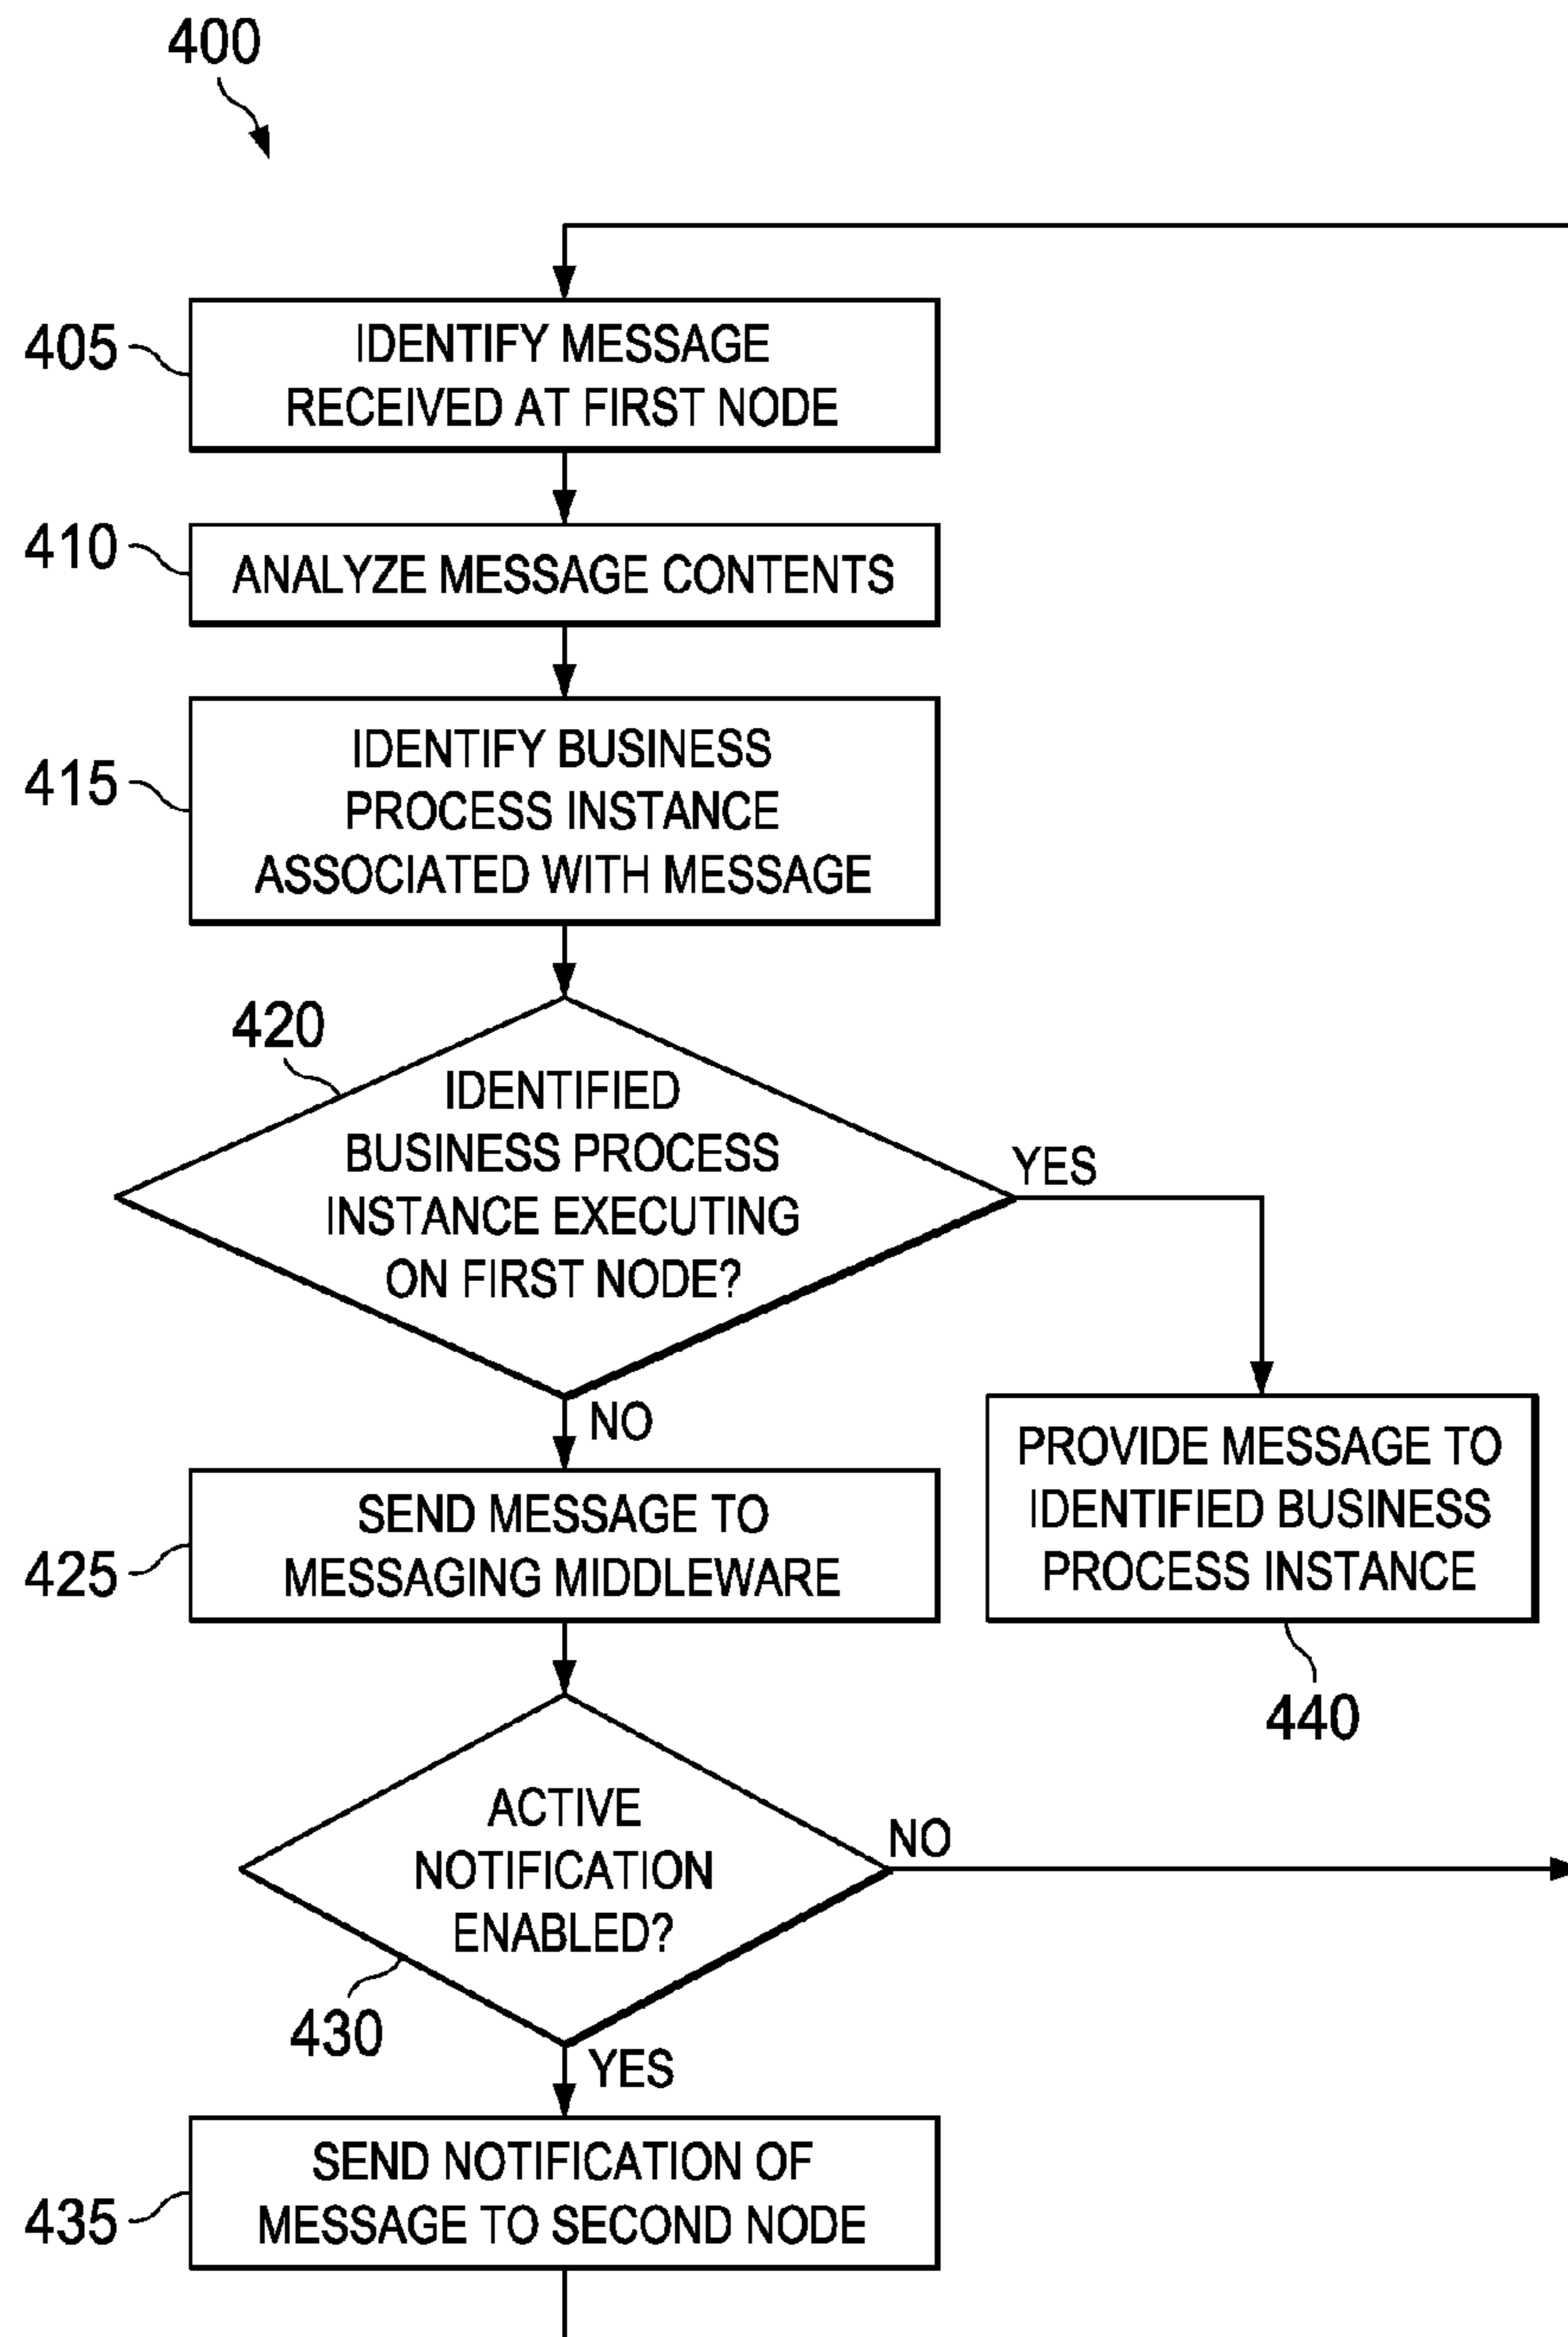 400
405
IDENTIFY MESSAGE
RECEIVED AT FIRST NODE
410
ANALYZE MESSAGE CONTENTS
415
IDENTIFY BUSINESS
PROCESS INSTANCE
ASSOCIATED WITH MESSAGE
420
IDENTIFIED
BUSINESS PROCESS
INSTANCE EXECUTING
ON FIRST NODE?
YES
NO
425
SEND MESSAGE TO
MESSAGING MIDDLEWARE
PROVIDE MESSAGE TO
IDENTIFIED BUSINESS
PROCESS INSTANCE
440
ACTIVE
NOTIFICATION
ENABLED?
NO
430
YES
435
SEND NOTIFICATION OF
MESSAGE TO SECOND NODE